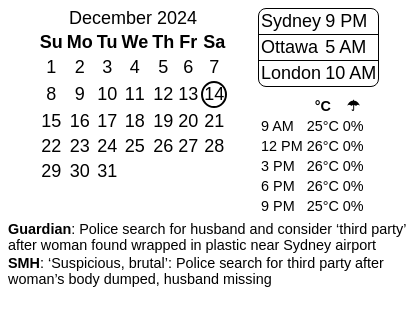 December 2024
Su Mo Tu We Th Fr Sa
1 2 3 4 5 6 7
8 9 10 11 12 13 14
15 16 17 18 19 20 21
22 23 24 25 26 27 28
29 30 31
Sydney 9 PM
Ottawa 5 AM
London 10 AM
°C ☂
9 AM 25°C 0%
12 PM 26°C 0%
3 PM 26°C 0%
6 PM 26°C 0%
9 PM 25°C 0%
Guardian: Police search for husband and consider ‘third party’
after woman found wrapped in plastic near Sydney airport
SMH: ‘Suspicious, brutal’: Police search for third party after
woman’s body dumped, husband missing